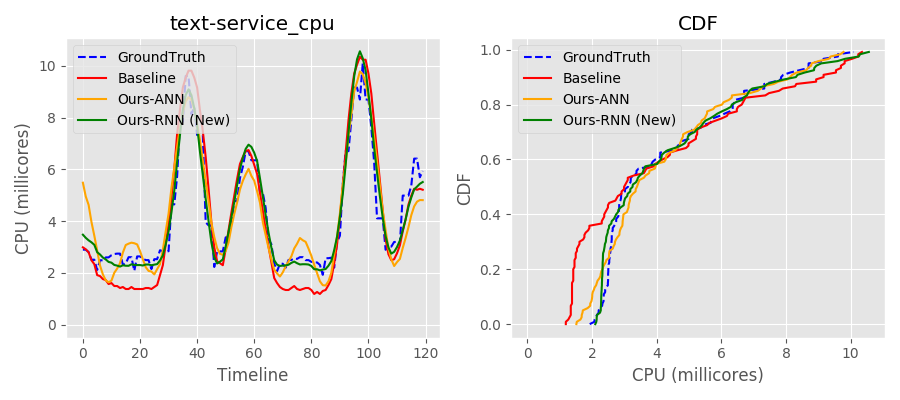 text-service_cpu
GroundTruth
Baseline
Ours-ANN
Ours-RNN (New)
CPU (millicores)
10
8
6
4
2
0
0 20 40 60 80 100 120
Timeline
CDF
GroundTruth
Baseline
Ours-ANN
Ours-RNN (New)
CDF
1.0
0.8
0.6
0.4
0.2
0.0
0 2 4 6 8 10
CPU (millicores)